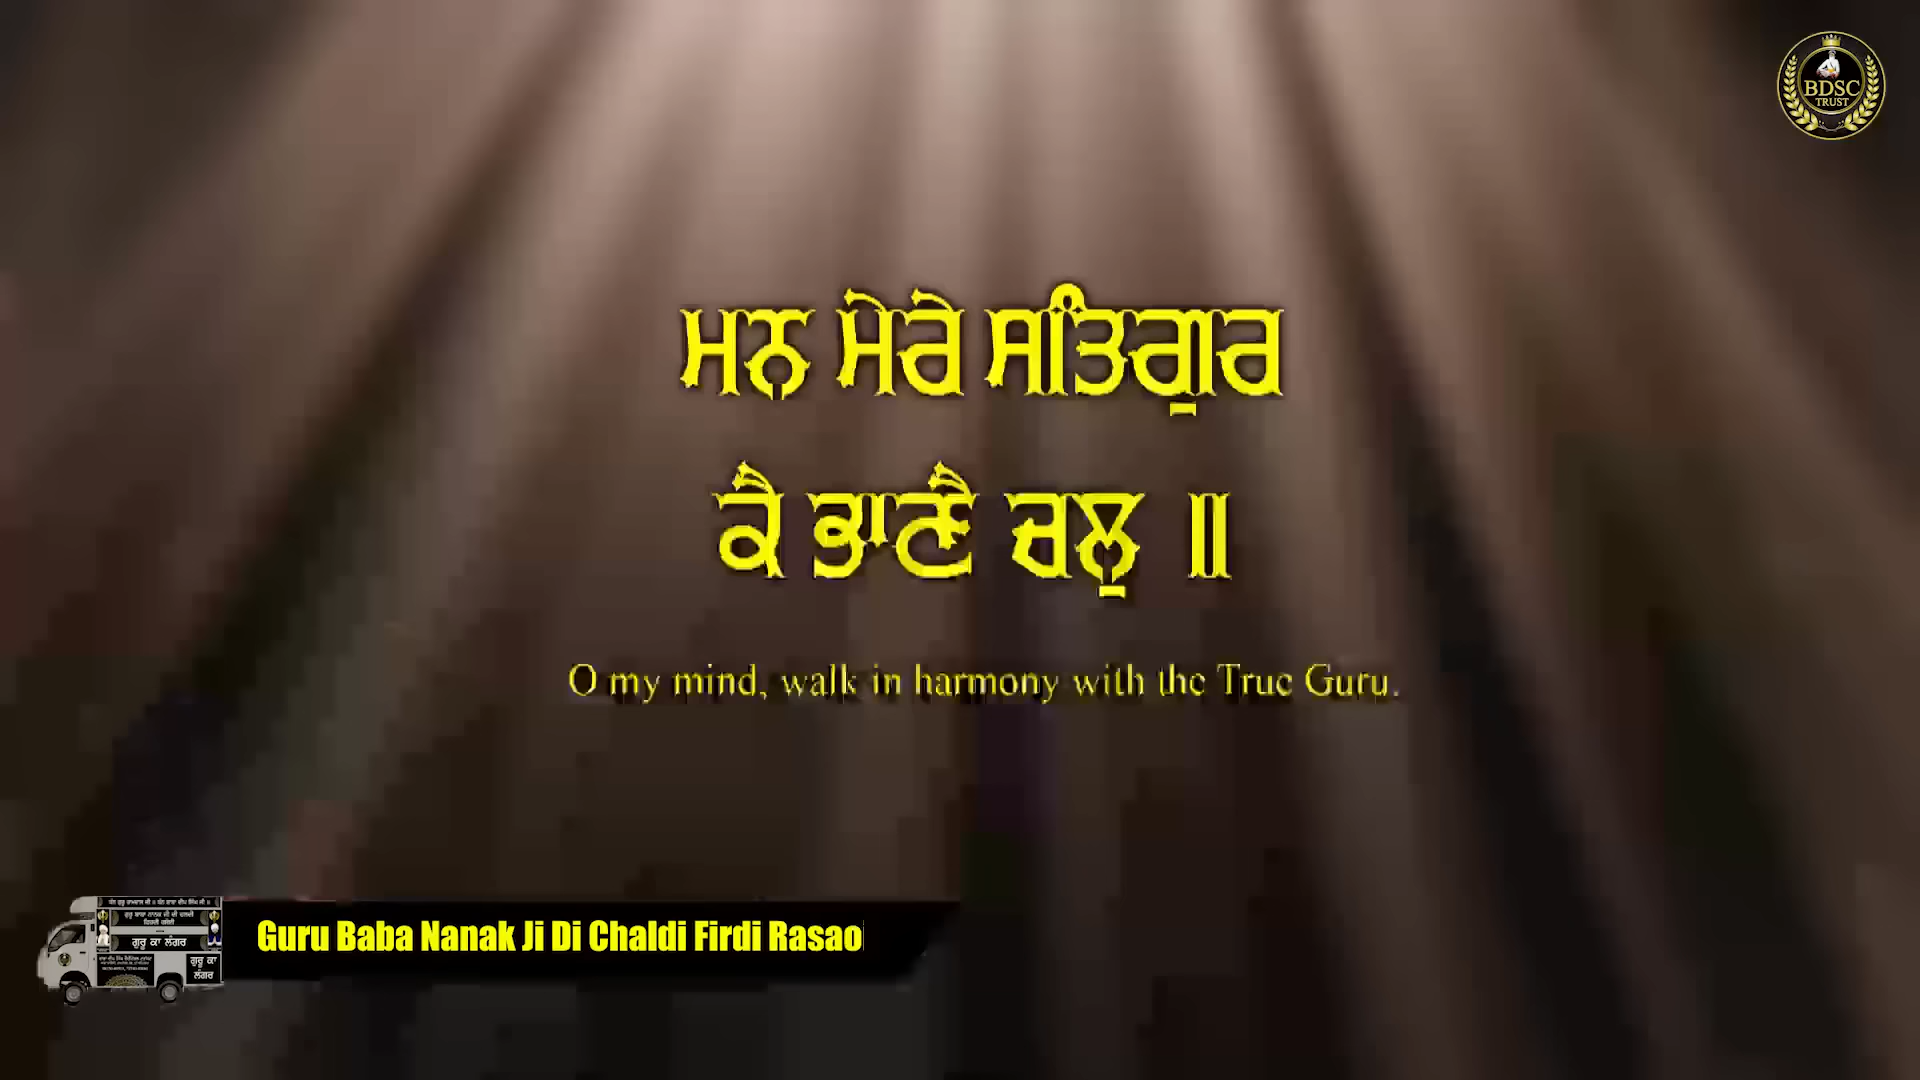 BDSC
TRUST
ਮਨ ਮੇਰੇ ਸਤਿਗੁਰ
ਕੈ ਭਾਣੈ ਚਲੁ ॥
O my mind, walk in harmony with the True Guru.
ਗੁਰੂ ਕਾ ਲੰਗਰ
ਗੁਰੂ ਕਾ
ਲੰਗਰ
Guru Baba Nanak Ji Di Chaldi Firdi Rasao